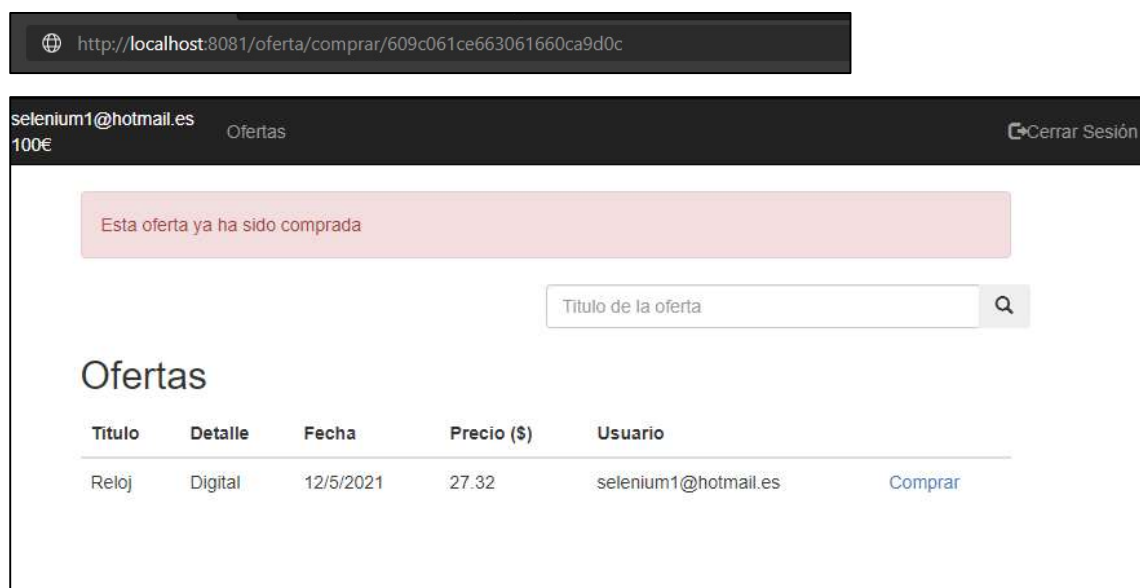 http://localhost:8081/oferta/comprar/609c061ce663061660ca9d0c
selenium1@hotmail.es
100€
Ofertas
Cerrar Sesión
Esta oferta ya ha sido comprada
Titulo de la oferta
Ofertas
Titulo Detalle Fecha Precio ($) Usuario
Reloj Digital 12/5/2021 27.32 selenium1@hotmail.es Comprar